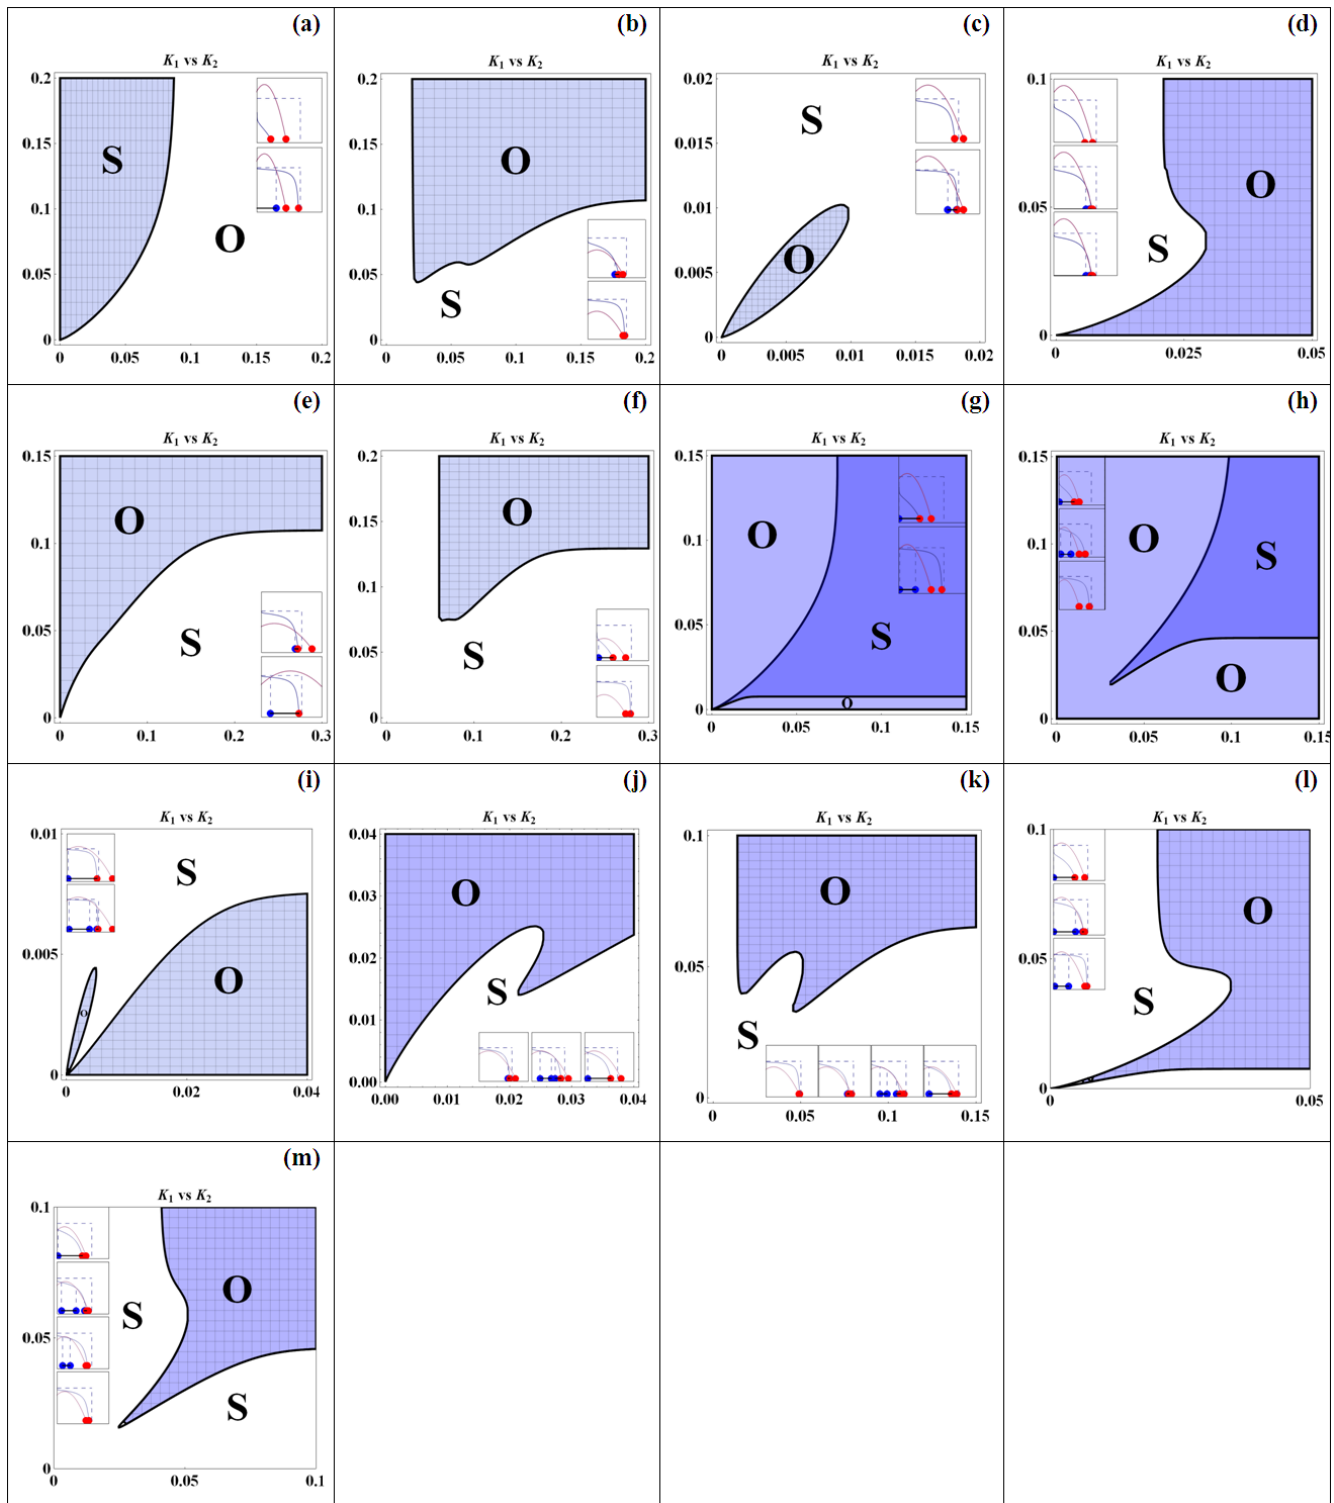 (a)
K1 vs K2
0.2
0.15
0.1
0.05
0
S
O
0 0.05 0.1 0.15 0.2
(b)
K1 vs K2
0.2
0.15
0.1
0.05
0
O
S
0 0.05 0.1 0.15 0.2
(c)
K1 vs K2
0.02
0.015
0.01
0.005
0
S
O
0 0.005 0.01 0.015 0.02
(d)
K1 vs K2
0.1
0.05
0
O
S
0 0.025 0.05
(e)
K1 vs K2
0.15
0.1
0.05
0
O
S
0 0.1 0.2 0.3
(f)
K1 vs K2
0.2
0.15
0.1
0.05
0
O
S
0 0.1 0.2 0.3
(g)
K1 vs K2
0.15
0.1
0.05
0
O
S
O
0 0.05 0.1 0.15
(h)
K1 vs K2
0.15
0.1
0.05
0
O
S
O
0 0.05 0.1 0.15
(i)
K1 vs K2
0.01
0.005
0
S
O
O
0 0.02 0.04
(j)
K1 vs K2
0.04
0.03
0.02
0.01
0.00
O
S
0.00 0.01 0.02 0.03 0.04
(k)
K1 vs K2
0.1
0.05
0
O
S
0 0.05 0.1 0.15
(l)
K1 vs K2
0.1
0.05
0
O
S
0 0.05
(m)
K1 vs K2
0.1
0.05
0
O
S
S
0 0.05 0.1